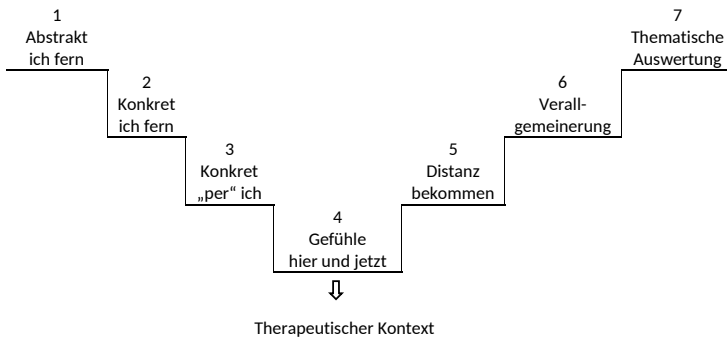 1
Abstrakt
ich fern
2
Konkret
ich fern
3
Konkret
„per“ ich
4
Gefühle
hier und jetzt
5
Distanz
bekommen
6
Verall-
gemeinerung
7
Thematische
Auswertung
Therapeutischer Kontext